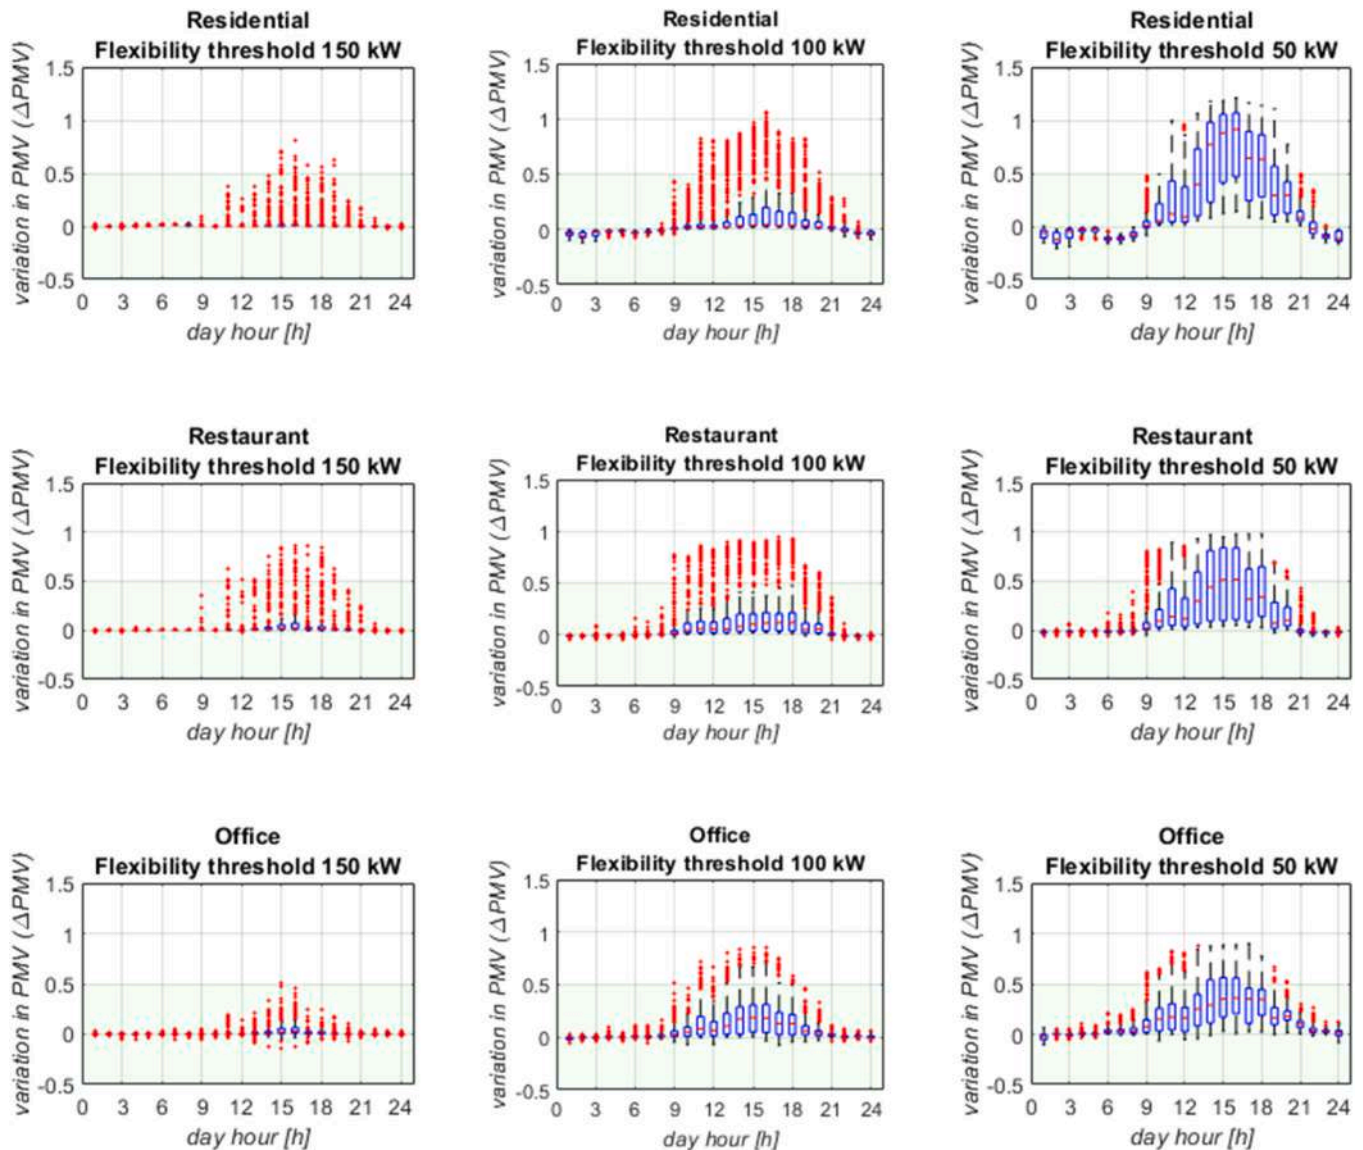 Residential
Flexibility threshold 150 kW
variation in PMV (ΔPMV)
1.5
1
0.5
0
-0.5
0 3 6 9 12 15 18 21 24
day hour [h]
Residential
Flexibility threshold 100 kW
variation in PMV (ΔPMV)
1.5
1
0.5
0
-0.5
0 3 6 9 12 15 18 21 24
day hour [h]
Residential
Flexibility threshold 50 kW
variation in PMV (ΔPMV)
1.5
1
0.5
0
-0.5
0 3 6 9 12 15 18 21 24
day hour [h]
Restaurant
Flexibility threshold 150 kW
variation in PMV (ΔPMV)
1.5
1
0.5
0
-0.5
0 3 6 9 12 15 18 21 24
day hour [h]
Restaurant
Flexibility threshold 100 kW
variation in PMV (ΔPMV)
1.5
1
0.5
0
-0.5
0 3 6 9 12 15 18 21 24
day hour [h]
Restaurant
Flexibility threshold 50 kW
variation in PMV (ΔPMV)
1.5
1
0.5
0
-0.5
0 3 6 9 12 15 18 21 24
day hour [h]
Office
Flexibility threshold 150 kW
variation in PMV (ΔPMV)
1.5
1
0.5
0
-0.5
0 3 6 9 12 15 18 21 24
day hour [h]
Office
Flexibility threshold 100 kW
variation in PMV (ΔPMV)
1.5
1
0.5
0
-0.5
0 3 6 9 12 15 18 21 24
day hour [h]
Office
Flexibility threshold 50 kW
variation in PMV (ΔPMV)
1.5
1
0.5
0
-0.5
0 3 6 9 12 15 18 21 24
day hour [h]